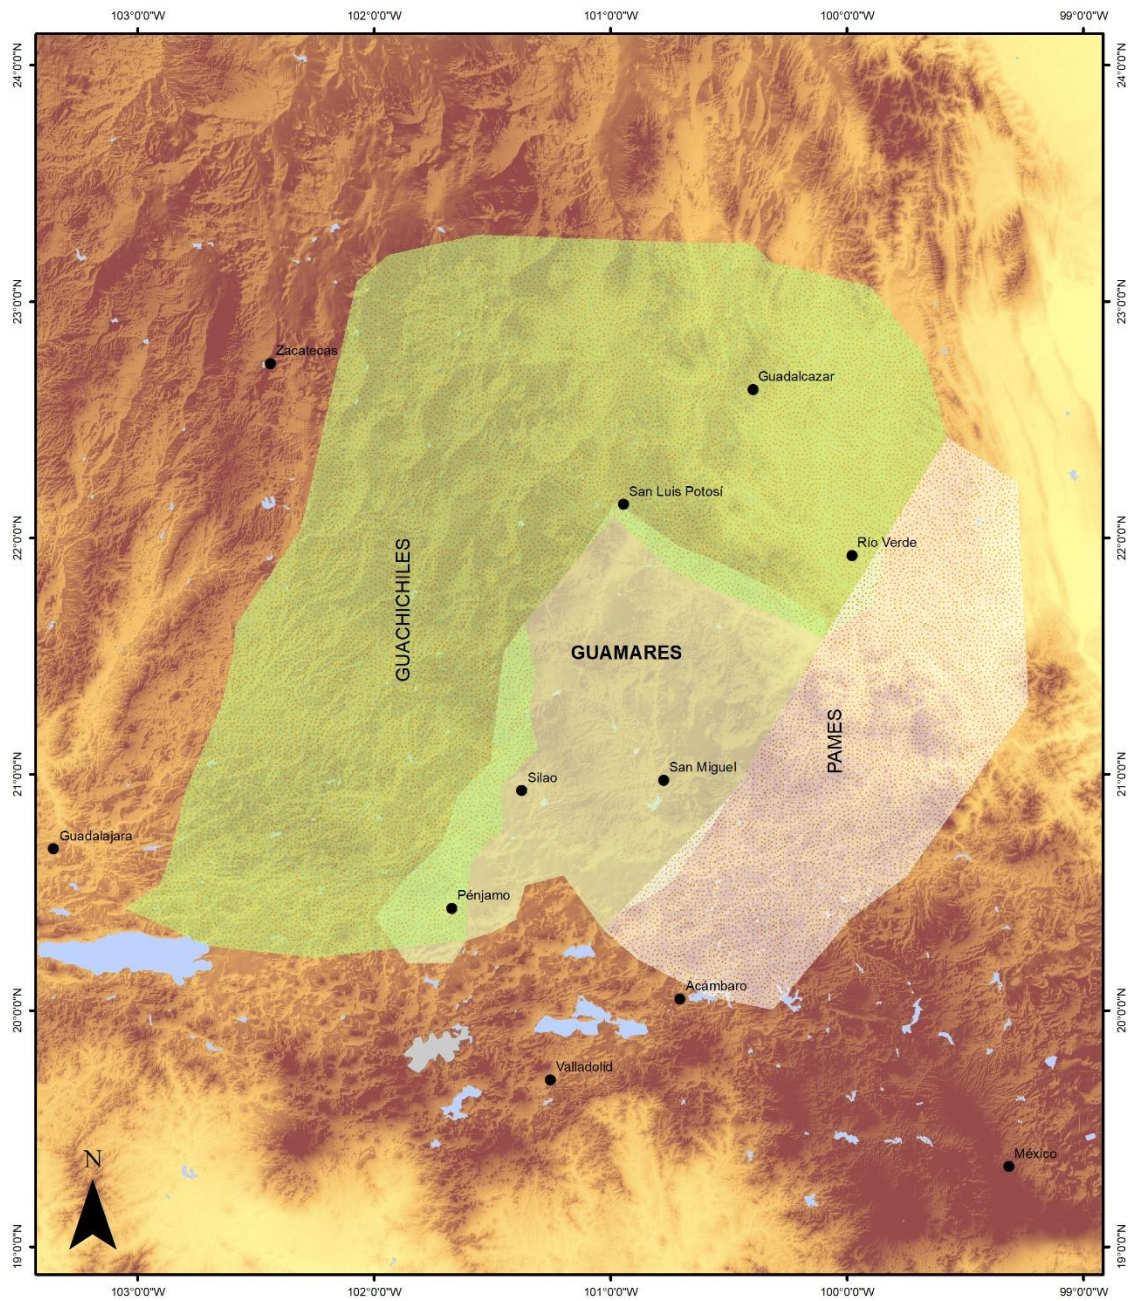 103°0'0"W 102°0'0"W 101°0'0"W 100°0'0"W 99°0'0"W
24°0'0"N
24°0'0"N
23°0'0"N
23°0'0"N
Zacatecas
Guadalcazar
San Luis Potosí
22°0'0"N
22°0'0"N
Río Verde
GUACHICHILES
GUAMARES
PAMES
San Miguel
Silao
21°0'0"N
21°0'0"N
Guadalajara
Pénjamo
Acámbaro
20°0'0"N
20°0'0"N
Valladolid
N
México
19°0'0"N
19°0'0"N
103°0'0"W 102°0'0"W 101°0'0"W 100°0'0"W 99°0'0"W